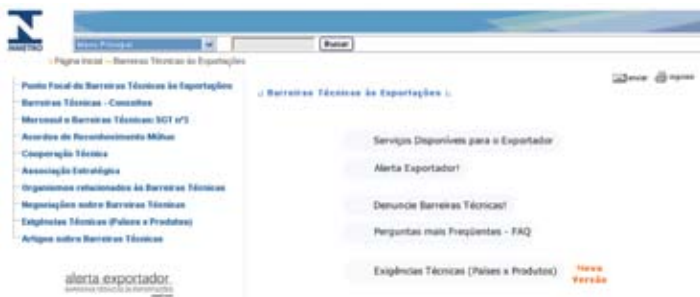 INMETRO
Menu Principal
Buscar
Página Inicial - Barreiras Técnicas às Exportações
enviar imprimir
Ponto Focal de Barreiras Técnicas às Exportações
Barreiras Técnicas - Conceitos
Mercosul e Barreiras Técnicas: SGT nº3
Acordos de Reconhecimento Mútuo
Cooperação Técnica
Associação Estratégica
Organismos relacionados às Barreiras Técnicas
Negociações sobre Barreiras Técnicas
Exigências Técnicas (Países e Produtos)
Artigos sobre Barreiras Técnicas
alerta exportador
:: Barreiras Técnicas às Exportações ::
Serviços Disponíveis para o Exportador
Alerta Exportador!
Denuncie Barreiras Técnicas!
Perguntas mais Freqüentes - FAQ
Exigências Técnicas (Países x Produtos)
Nova
Versão